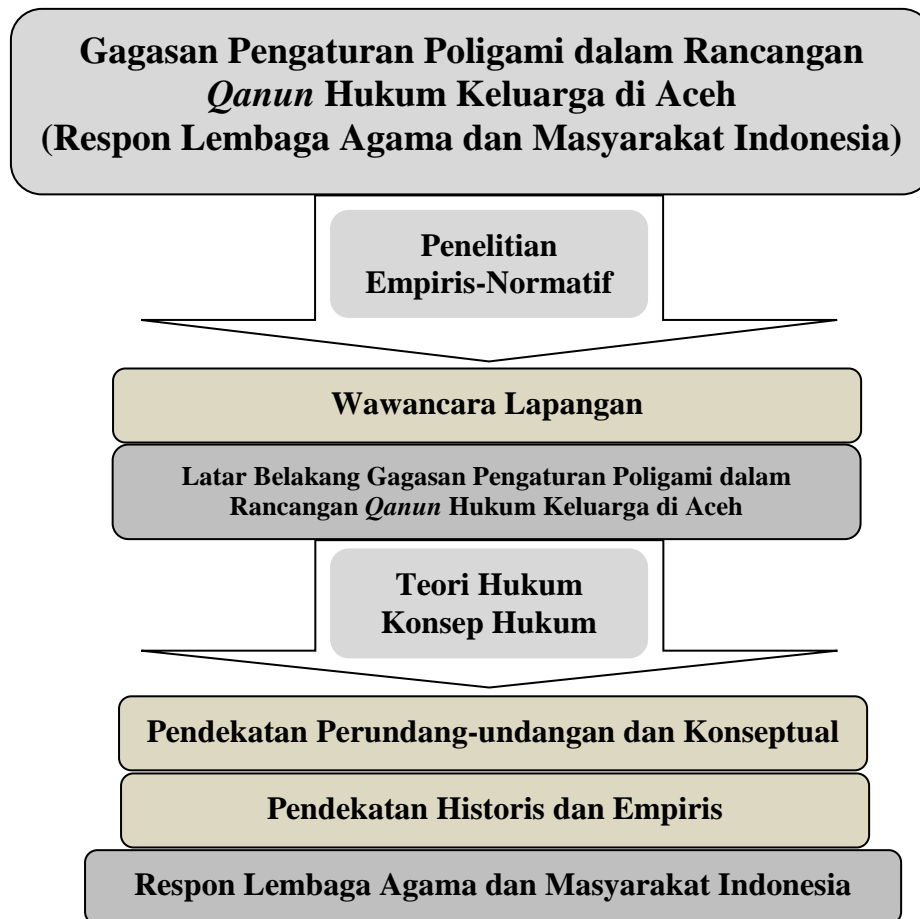 Gagasan Pengaturan Poligami dalam Rancangan
Qanun Hukum Keluarga di Aceh
(Respon Lembaga Agama dan Masyarakat Indonesia)
Penelitian
Empiris-Normatif
Wawancara Lapangan
Latar Belakang Gagasan Pengaturan Poligami dalam
Rancangan Qanun Hukum Keluarga di Aceh
Teori Hukum
Konsep Hukum
Pendekatan Perundang-undangan dan Konseptual
Pendekatan Historis dan Empiris
Respon Lembaga Agama dan Masyarakat Indonesia